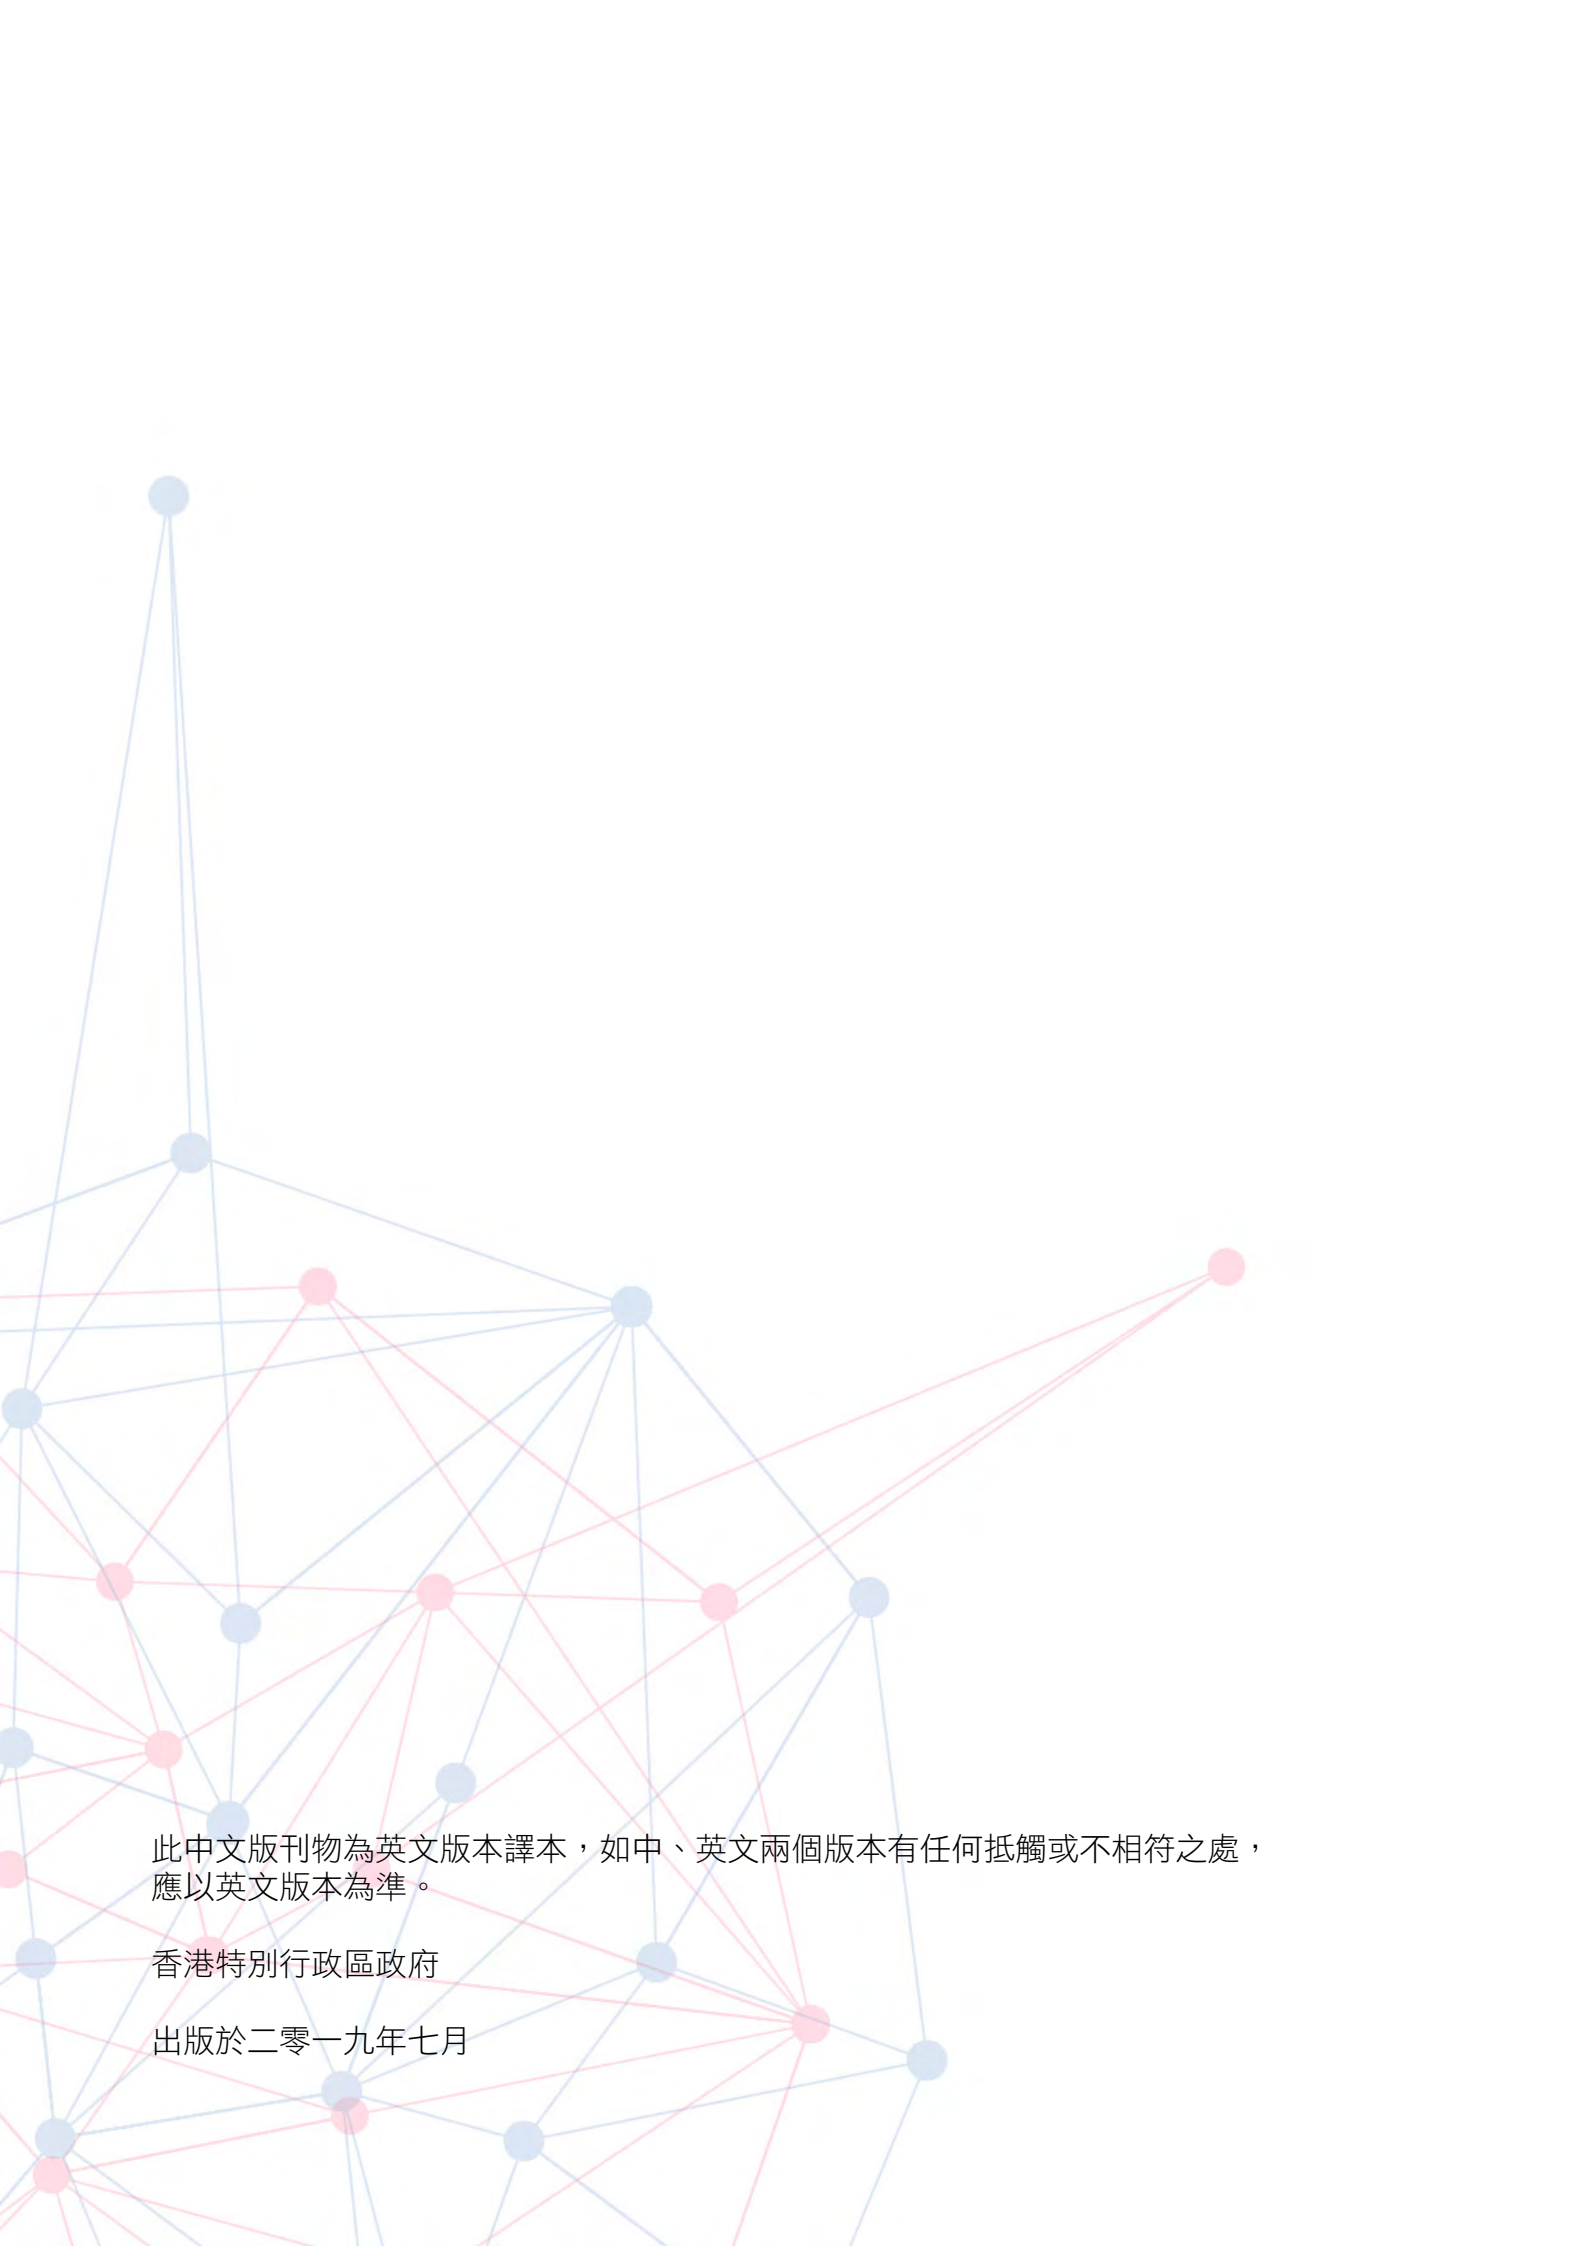 此中文版刊物為英文版本譯本，如中、英文兩個版本有任何抵觸或不相符之處，
應以英文版本為準。
香港特別行政區政府
出版於二零一九年七月